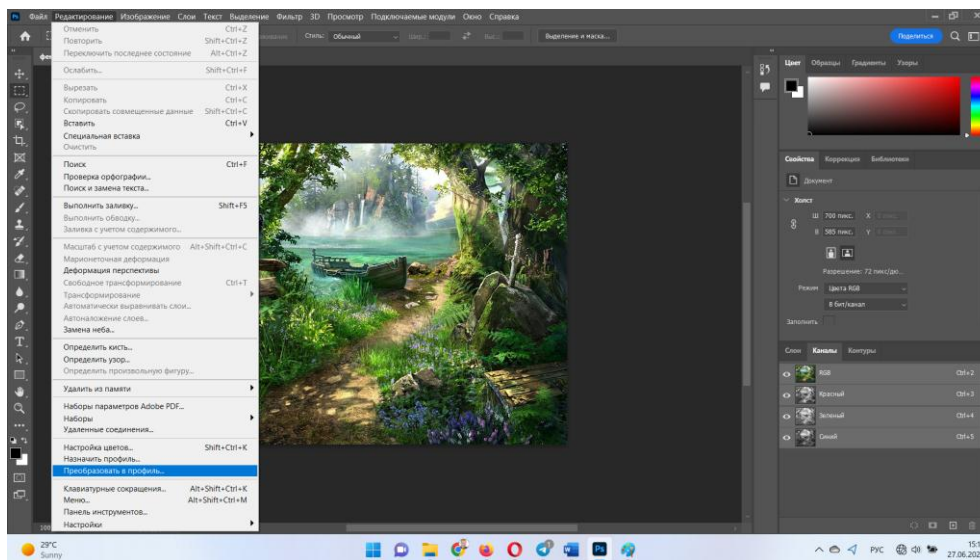 Ps Файл Редактирование Изображение Слои Текст Выделение Фильтр 3D Просмотр Подключаемые модули Окно Справка
Стиль: Обычный
Выделение и маска...
Поделиться
Отменить Ctrl+Z
Повторить Shift+Ctrl+Z
Переключить последнее состояние Alt+Ctrl+Z
Ослабить... Shift+Ctrl+F
Вырезать Ctrl+X
Копировать Ctrl+C
Скопировать совмещенные данные Shift+Ctrl+C
Вставить Ctrl+V
Специальная вставка
Очистить
Поиск Ctrl+F
Проверка орфографии...
Поиск и замена текста...
Выполнить заливку... Shift+F5
Выполнить обводку...
Заливка с учетом содержимого...
Масштаб с учетом содержимого Alt+Shift+Ctrl+C
Марионеточная деформация
Деформация перспективы
Свободное трансформирование Ctrl+T
Трансформирование
Автоматически выравнивать слои...
Автоналожение слоев...
Замена неба...
Определить кисть...
Определить узор...
Определить произвольную фигуру...
Удалить из памяти
Наборы параметров Adobe PDF...
Наборы
Удаленные соединения...
Настройка цветов... Shift+Ctrl+K
Назначить профиль...
Преобразовать в профиль...
Клавиатурные сокращения... Alt+Shift+Ctrl+K
Меню... Alt+Shift+Ctrl+M
Панель инструментов...
Настройки
Цвет Образцы Градиенты Узоры
Свойства Коррекция Библиотеки
Документ
Холст
Ш 700 пикс. X
В 585 пикс. Y
Разрешение: 72 пикс/дю...
Режим Цвета RGB
8 бит/канал
Заполнить
Слои Каналы Контуры
RGB Ctrl+2
Красный Ctrl+3
Зеленый Ctrl+4
Синий Ctrl+5
29°C
Sunny
РУС